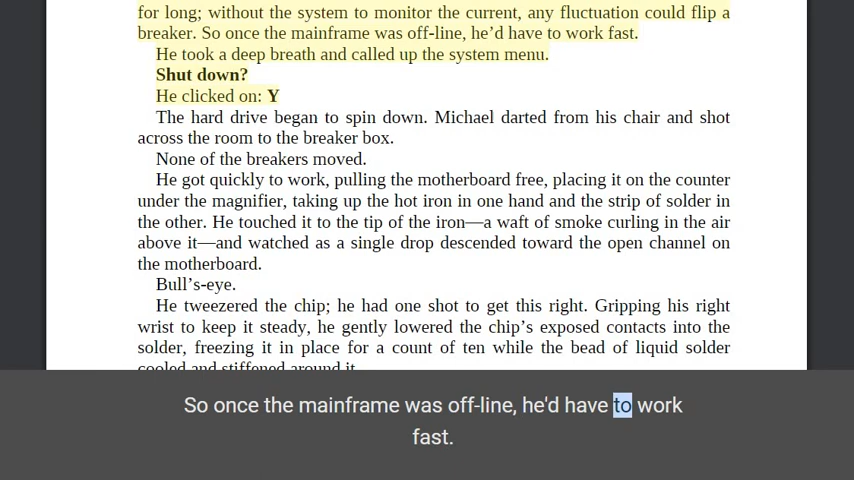 for long; without the system to monitor the current, any fluctuation could flip a
breaker. So once the mainframe was off-line, he’d have to work fast.
He took a deep breath and called up the system menu.
Shut down?
He clicked on: Y
The hard drive began to spin down. Michael darted from his chair and shot
across the room to the breaker box.
None of the breakers moved.
He got quickly to work, pulling the motherboard free, placing it on the counter
under the magnifier, taking up the hot iron in one hand and the strip of solder in
the other. He touched it to the tip of the iron—a waft of smoke curling in the air
above it—and watched as a single drop descended toward the open channel on
the motherboard.
Bull’s-eye.
He tweezered the chip; he had one shot to get this right. Gripping his right
wrist to keep it steady, he gently lowered the chip’s exposed contacts into the
solder, freezing it in place for a count of ten while the bead of liquid solder
cooled and stiffened around it.
So once the mainframe was off-line, he'd have to work
fast.